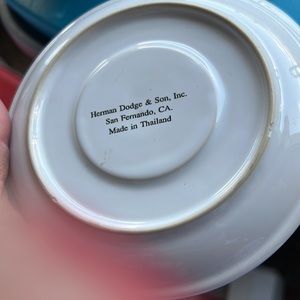 Herman Dodge & Son, Inc.
San Fernando, CA.
Made in Thailand